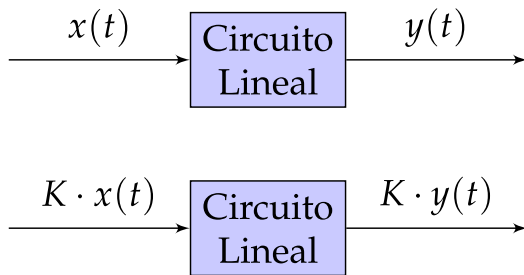 x(t)
Circuito
Lineal
y(t)
K · x(t)
Circuito
Lineal
K · y(t)